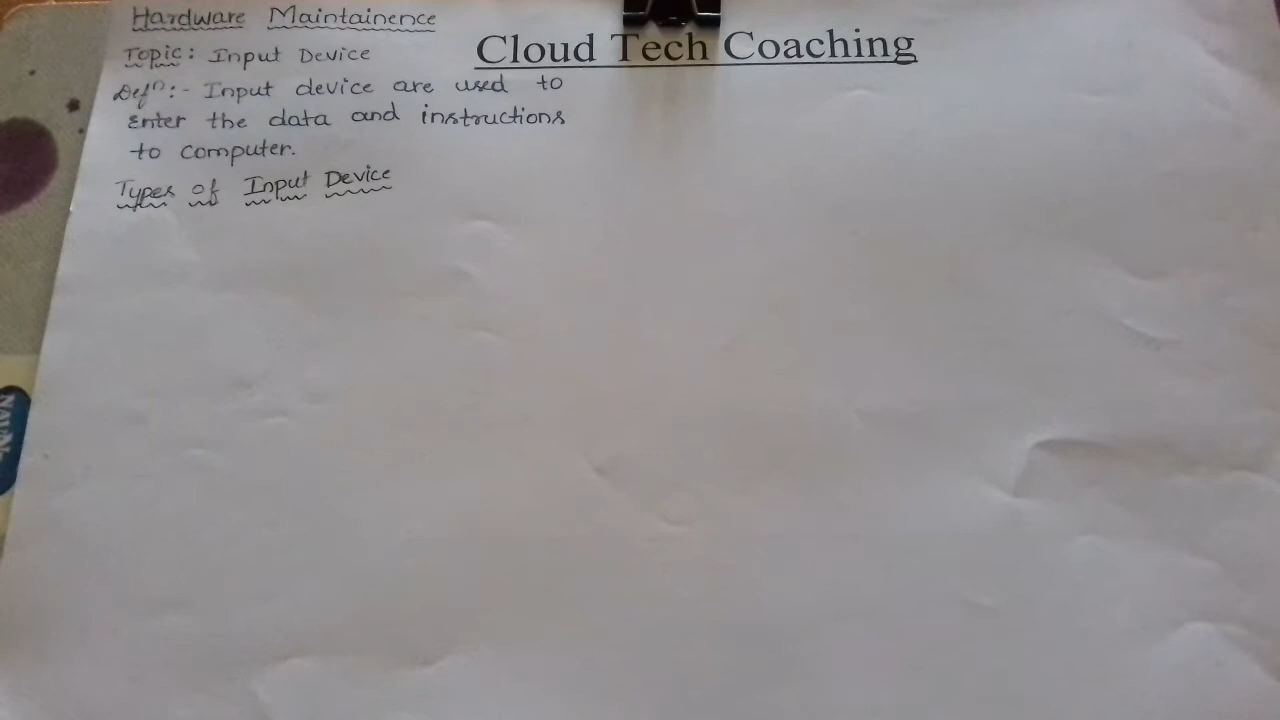 Hardware Maintainence
Cloud Tech Coaching
Topic: Input Device
Defn:- Input device are used to
Enter the data and instructions
to computer.
Types of Input Device